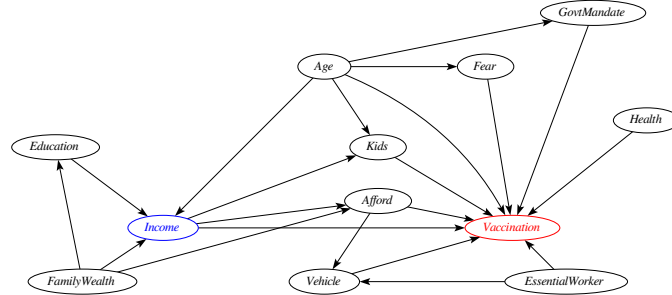 GovtMandate
Age
Fear
Health
Education
Kids
Afford
Income
Vaccination
FamilyWealth
Vehicle
EssentialWorker